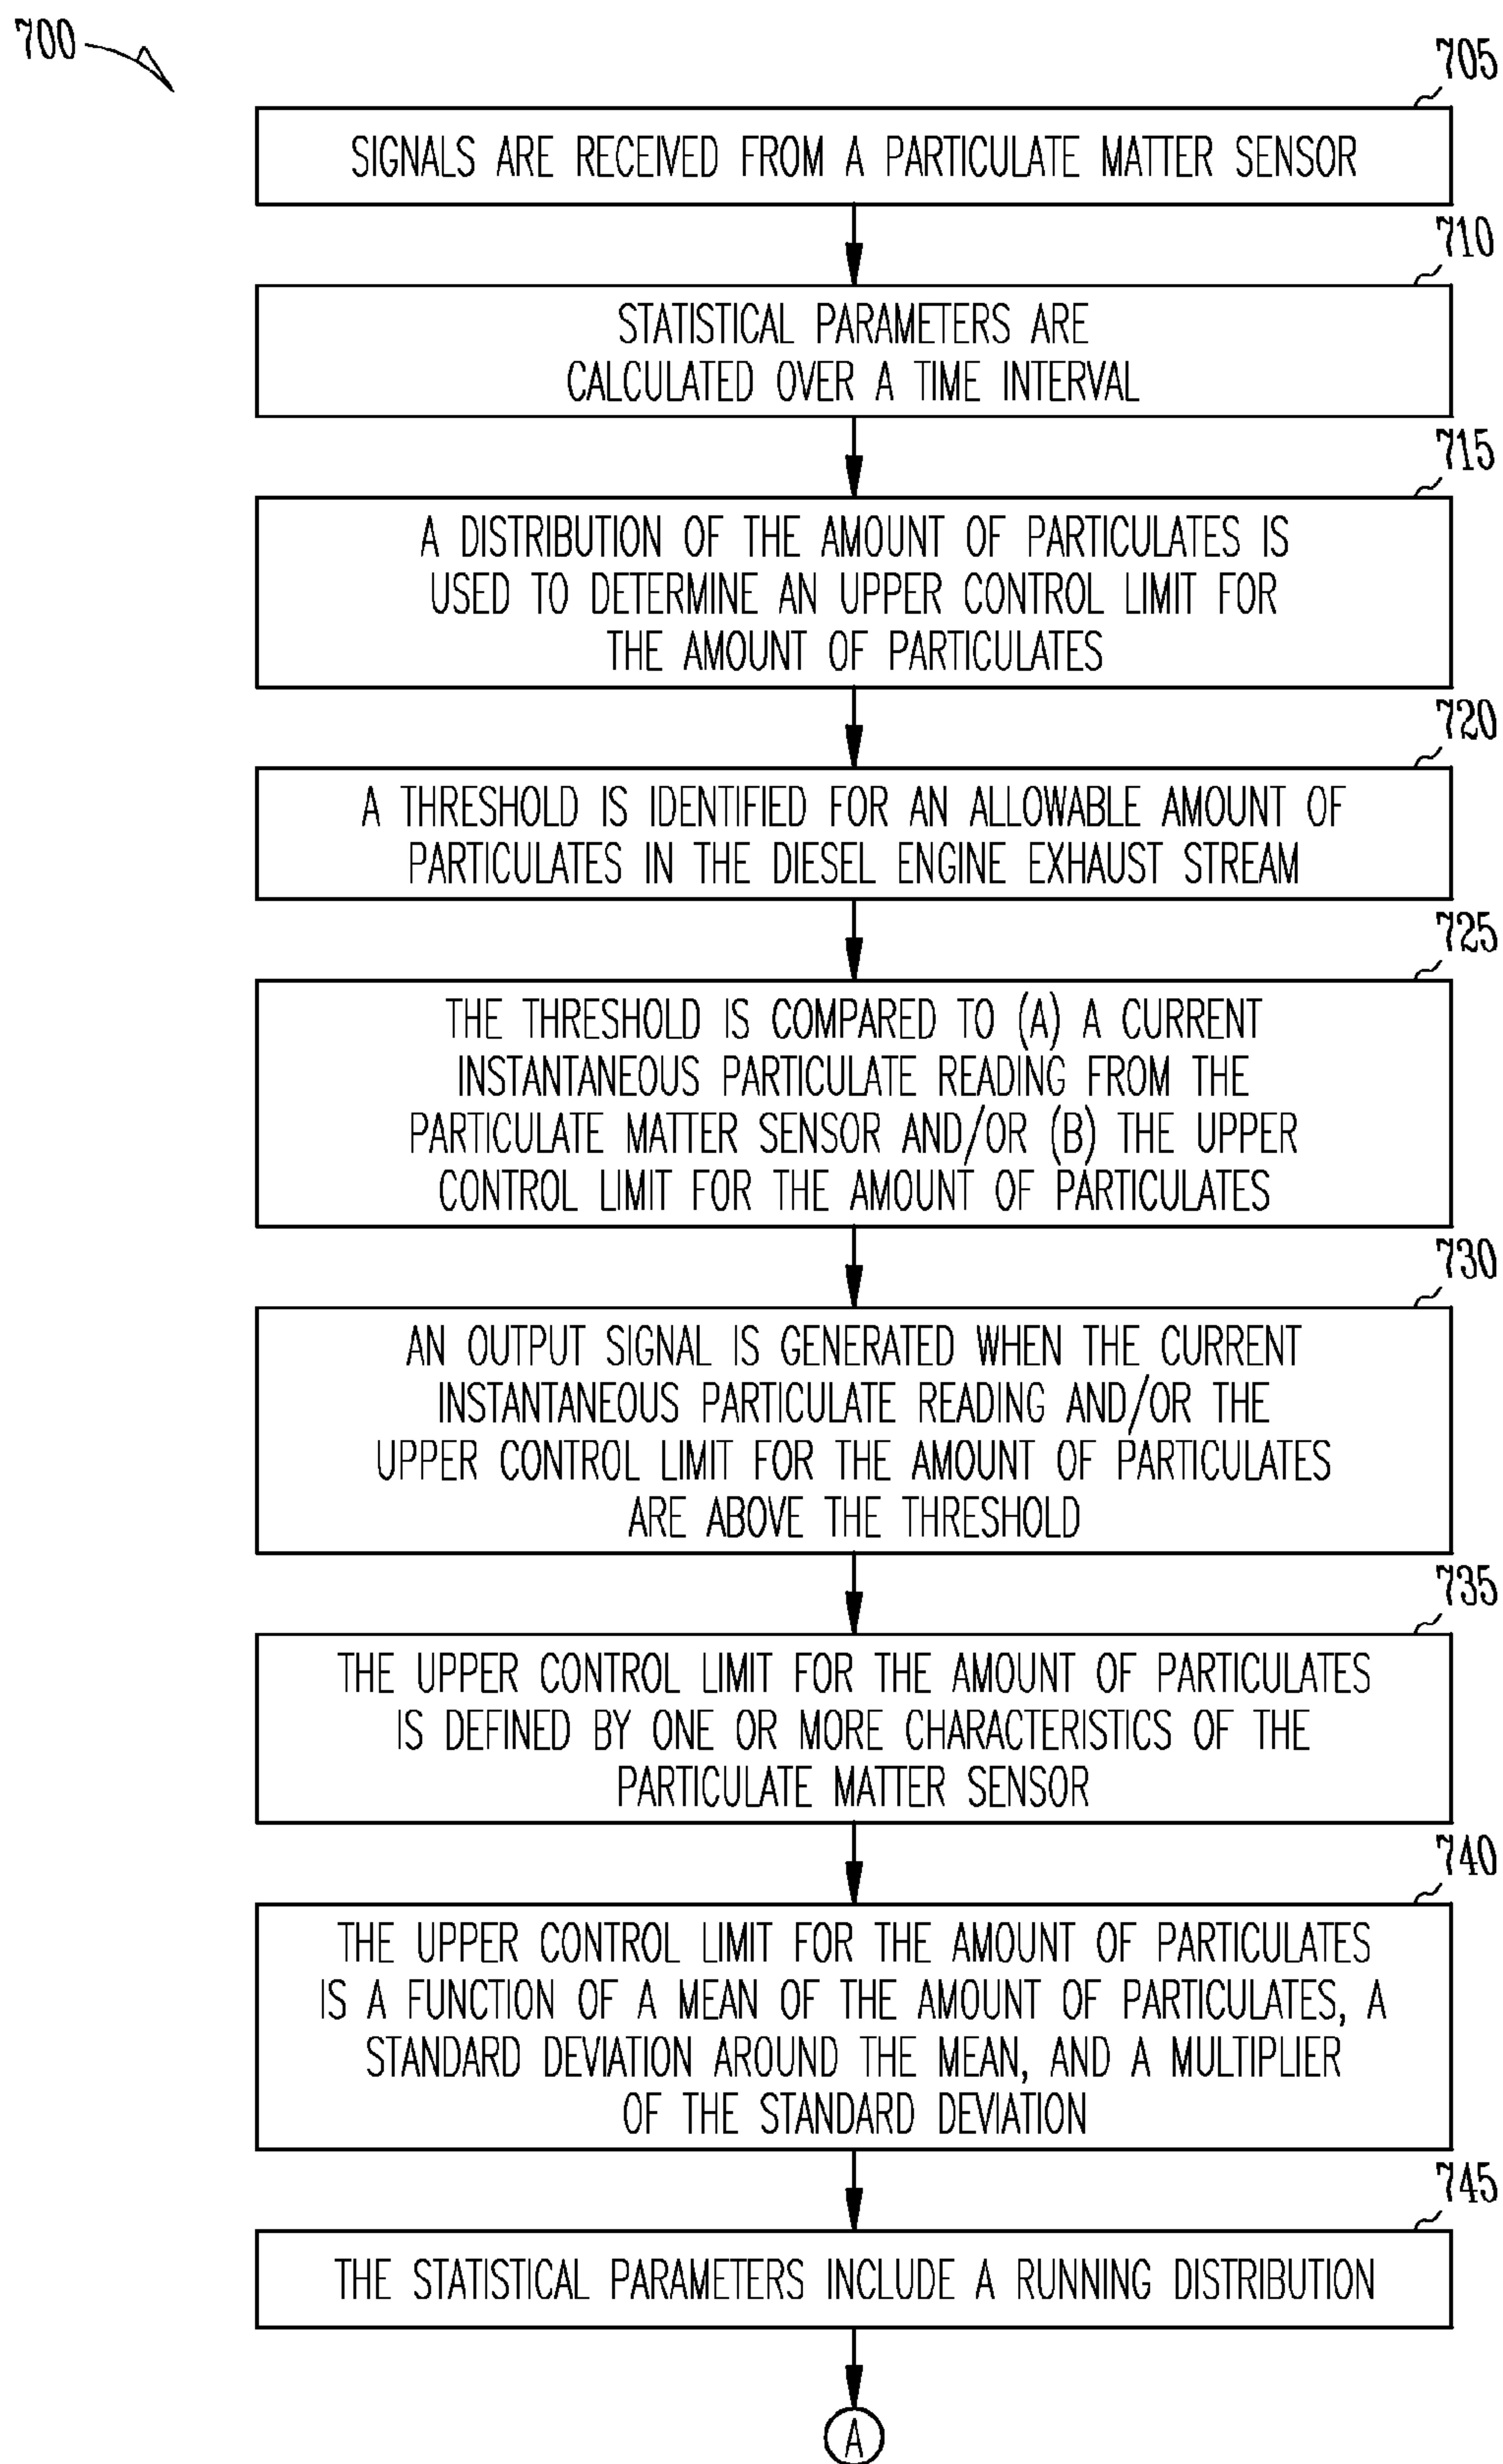 700
705
SIGNALS ARE RECEIVED FROM A PARTICULATE MATTER SENSOR
710
STATISTICAL PARAMETERS ARE
CALCULATED OVER A TIME INTERVAL
715
A DISTRIBUTION OF THE AMOUNT OF PARTICULATES IS
USED TO DETERMINE AN UPPER CONTROL LIMIT FOR
THE AMOUNT OF PARTICULATES
720
A THRESHOLD IS IDENTIFIED FOR AN ALLOWABLE AMOUNT OF
PARTICULATES IN THE DIESEL ENGINE EXHAUST STREAM
725
THE THRESHOLD IS COMPARED TO (A) A CURRENT
INSTANTANEOUS PARTICULATE READING FROM THE
PARTICULATE MATTER SENSOR AND/OR (B) THE UPPER
CONTROL LIMIT FOR THE AMOUNT OF PARTICULATES
730
AN OUTPUT SIGNAL IS GENERATED WHEN THE CURRENT
INSTANTANEOUS PARTICULATE READING AND/OR THE
UPPER CONTROL LIMIT FOR THE AMOUNT OF PARTICULATES
ARE ABOVE THE THRESHOLD
735
THE UPPER CONTROL LIMIT FOR THE AMOUNT OF PARTICULATES
IS DEFINED BY ONE OR MORE CHARACTERISTICS OF THE
PARTICULATE MATTER SENSOR
740
THE UPPER CONTROL LIMIT FOR THE AMOUNT OF PARTICULATES
IS A FUNCTION OF A MEAN OF THE AMOUNT OF PARTICULATES, A
STANDARD DEVIATION AROUND THE MEAN, AND A MULTIPLIER
OF THE STANDARD DEVIATION
745
THE STATISTICAL PARAMETERS INCLUDE A RUNNING DISTRIBUTION
A